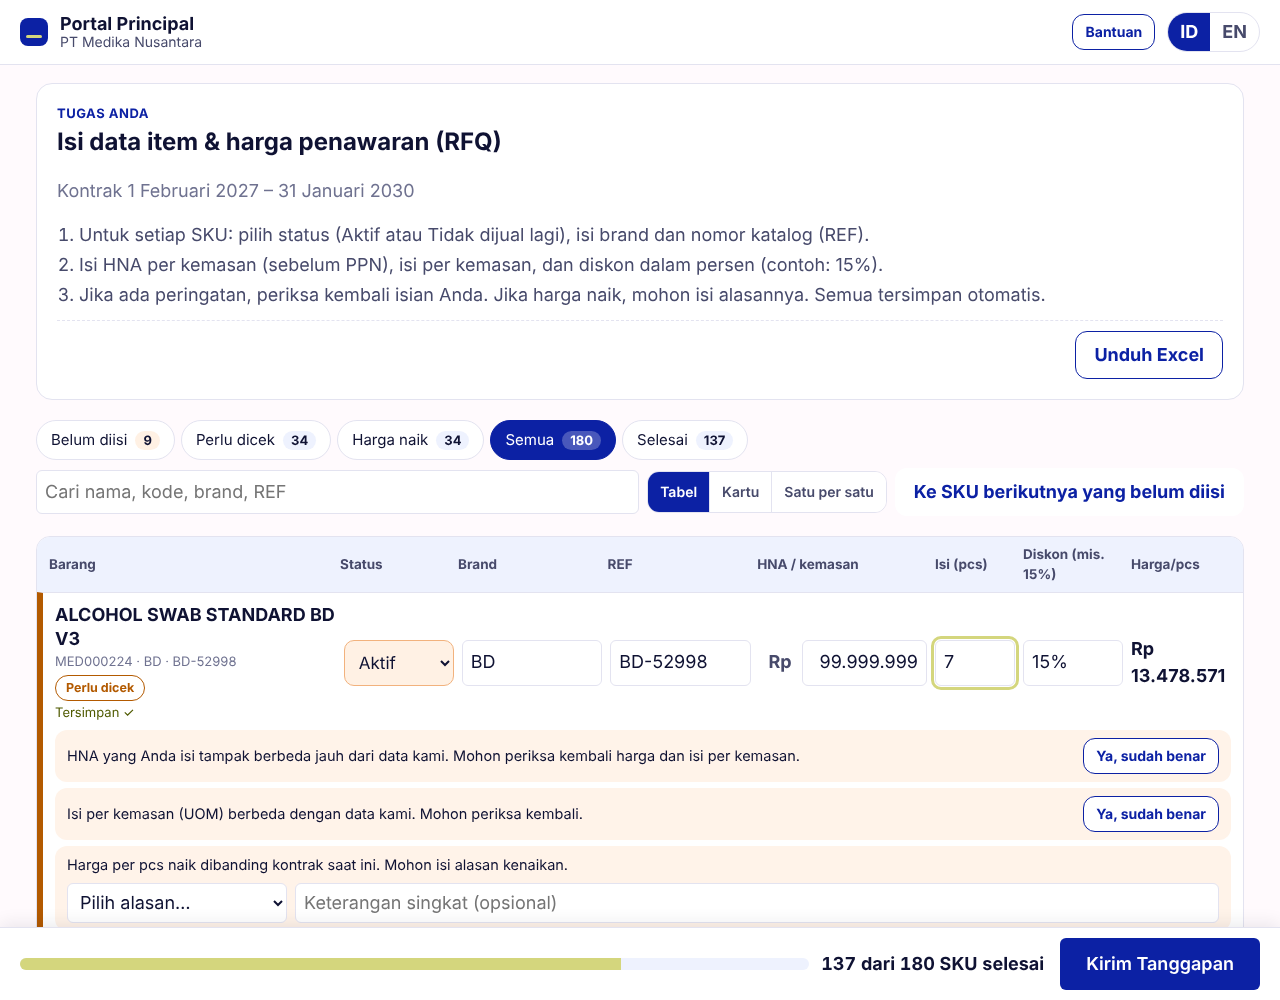 Portal Principal
PT Medika Nusantara
Bantuan
ID EN
TUGAS ANDA
Isi data item & harga penawaran (RFQ)
Kontrak 1 Februari 2027 – 31 Januari 2030
1. Untuk setiap SKU: pilih status (Aktif atau Tidak dijual lagi), isi brand dan nomor katalog (REF).
2. Isi HNA per kemasan (sebelum PPN), isi per kemasan, dan diskon dalam persen (contoh: 15%).
3. Jika ada peringatan, periksa kembali isian Anda. Jika harga naik, mohon isi alasannya. Semua tersimpan otomatis.
Unduh Excel
Belum diisi 9 Perlu dicek 34 Harga naik 34 Semua 180 Selesai 137
Cari nama, kode, brand, REF
Tabel Kartu Satu per satu
Ke SKU berikutnya yang belum diisi
Barang Status Brand REF HNA / kemasan Isi (pcs) Diskon (mis. 15%) Harga/pcs
ALCOHOL SWAB STANDARD BD
V3
MED000224 · BD · BD-52998
Perlu dicek
Tersimpan ✓
Aktif BD BD-52998 Rp 99.999.999 7 15% Rp
13.478.571
HNA yang Anda isi tampak berbeda jauh dari data kami. Mohon periksa kembali harga dan isi per kemasan.
Ya, sudah benar
Isi per kemasan (UOM) berbeda dengan data kami. Mohon periksa kembali.
Ya, sudah benar
Harga per pcs naik dibanding kontrak saat ini. Mohon isi alasan kenaikan.
Pilih alasan... Keterangan singkat (opsional)
137 dari 180 SKU selesai
Kirim Tanggapan